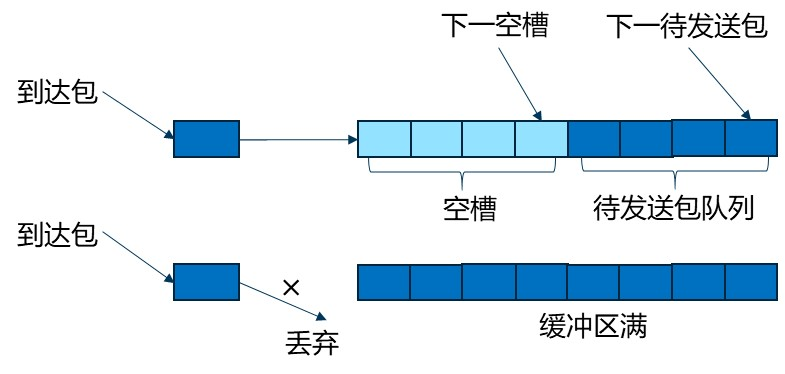 下一空槽
下一待发送包
到达包
空槽
待发送包队列
到达包
×
丢弃
缓冲区满